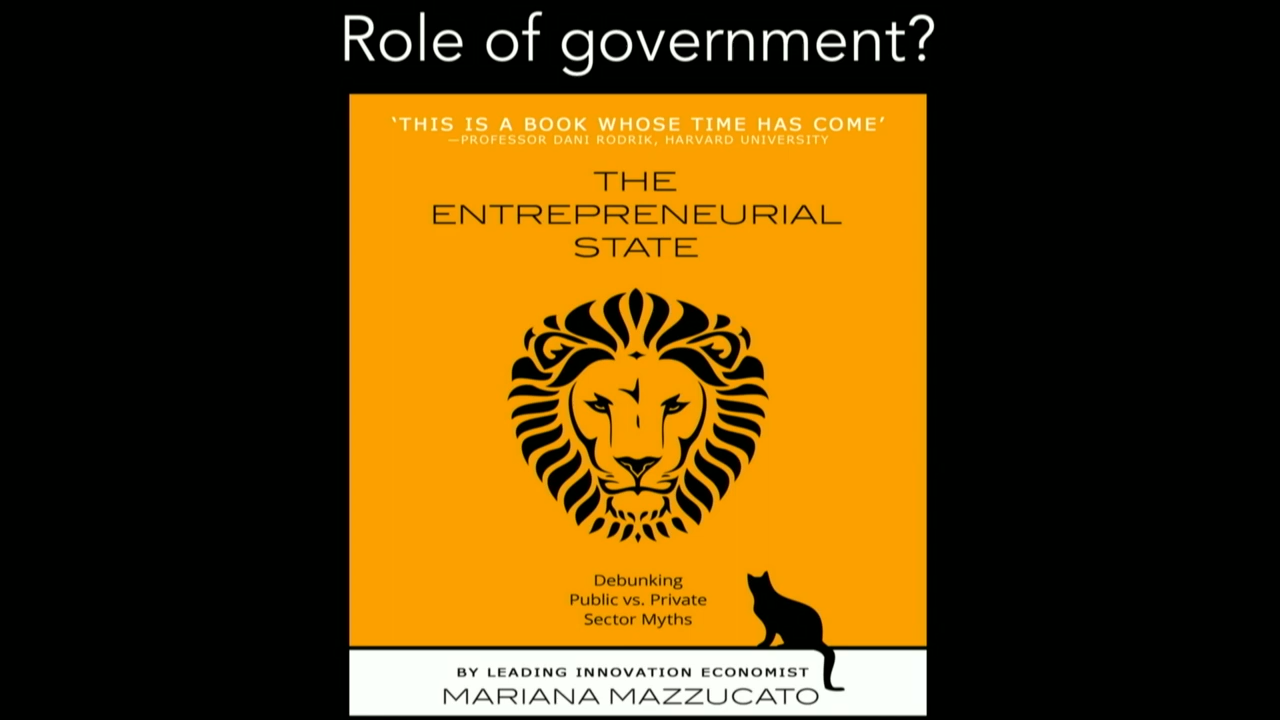 Role of government?
‘THIS IS A BOOK WHOSE TIME HAS COME’
—PROFESSOR DANI RODRIK, HARVARD UNIVERSITY
THE
ENTREPRENEURIAL
STATE
Debunking
Public vs. Private
Sector Myths
BY LEADING INNOVATION ECONOMIST
MARIANA MAZZUCATO